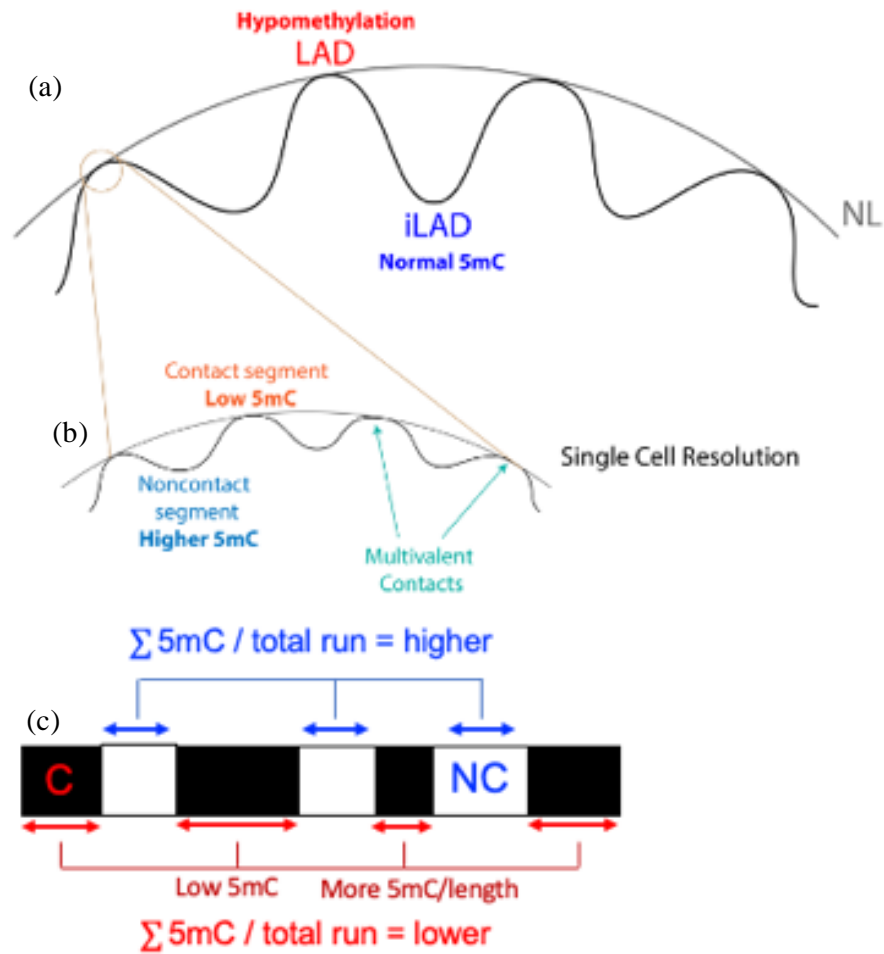 Hypomethylation
LAD
(a)
NL
iLAD
Normal 5mC
Contact segment
Low 5mC
(b)
Single Cell Resolution
Noncontact
segment
Higher 5mC
Multivalent
Contacts
∑ 5mC / total run = higher
(c)
C
NC
Low 5mC
More 5mC/length
∑ 5mC / total run = lower